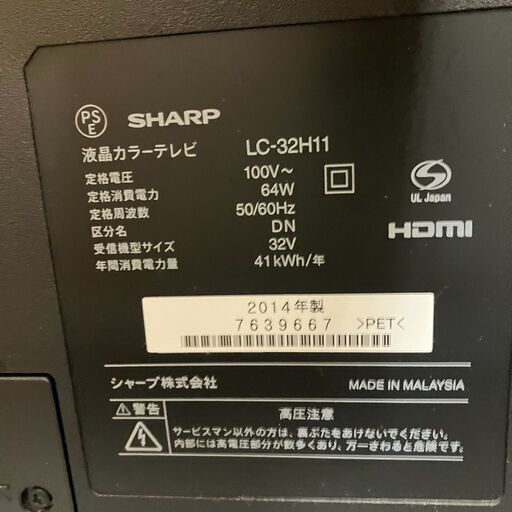 PS
E
SHARP
液晶カラーテレビ LC-32H11
定格電圧 100V～
定格消費電力 64W
定格周波数 50/60Hz
区分名 DN
受信機型サイズ 32V
年間消費電力量 41kWh/年
S
UL Japan
HDMI
2014年製
7639667 >PET<
シャープ株式会社 MADE IN MALAYSIA
警告 高圧注意
サービスマン以外の方は、裏ぶたをあけないでください。
内部には高電圧部分が数多くあり、万一さわると危険です。